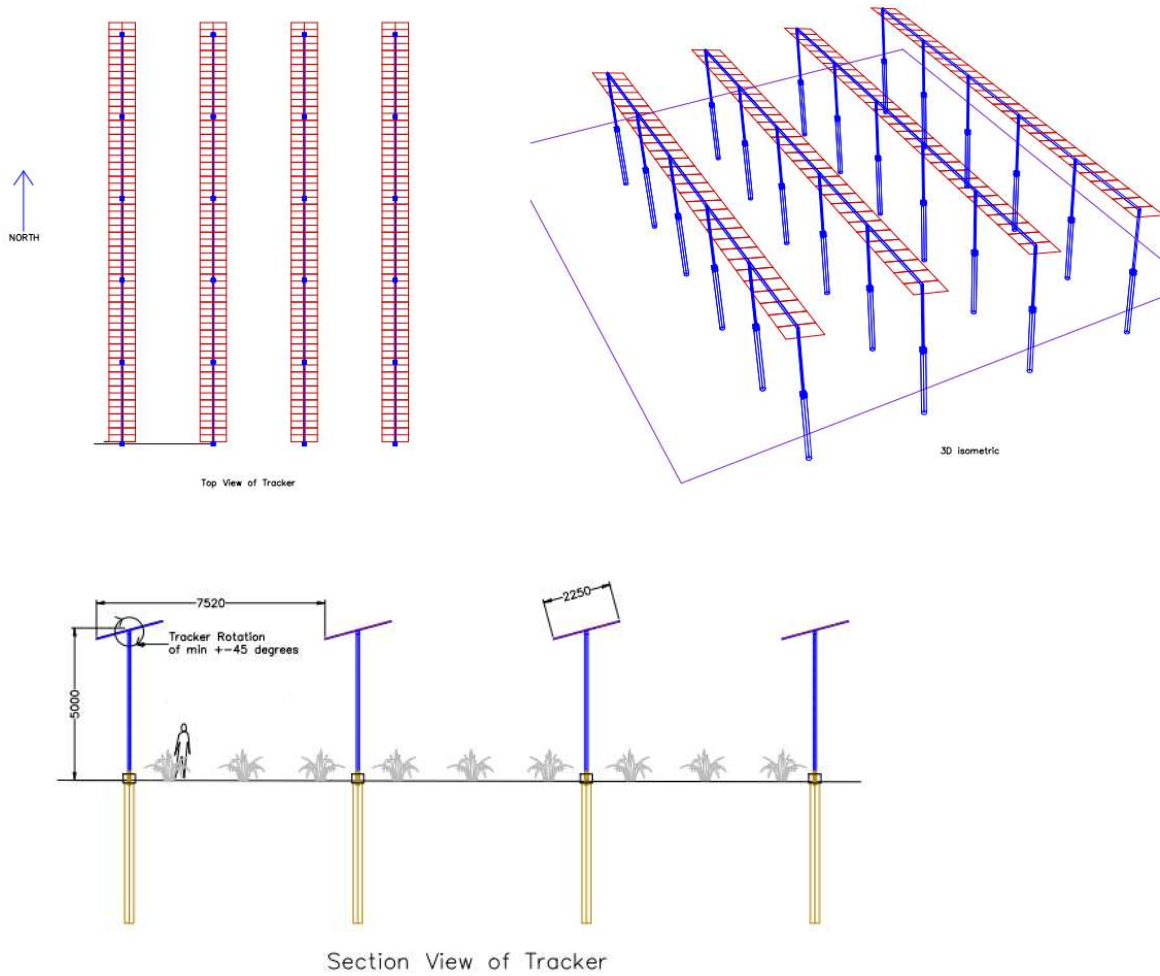 NORTH
Top View of Tracker
3D isometric
7520
2250
Tracker Rotation
of min +-45 degrees
5000
Section View of Tracker